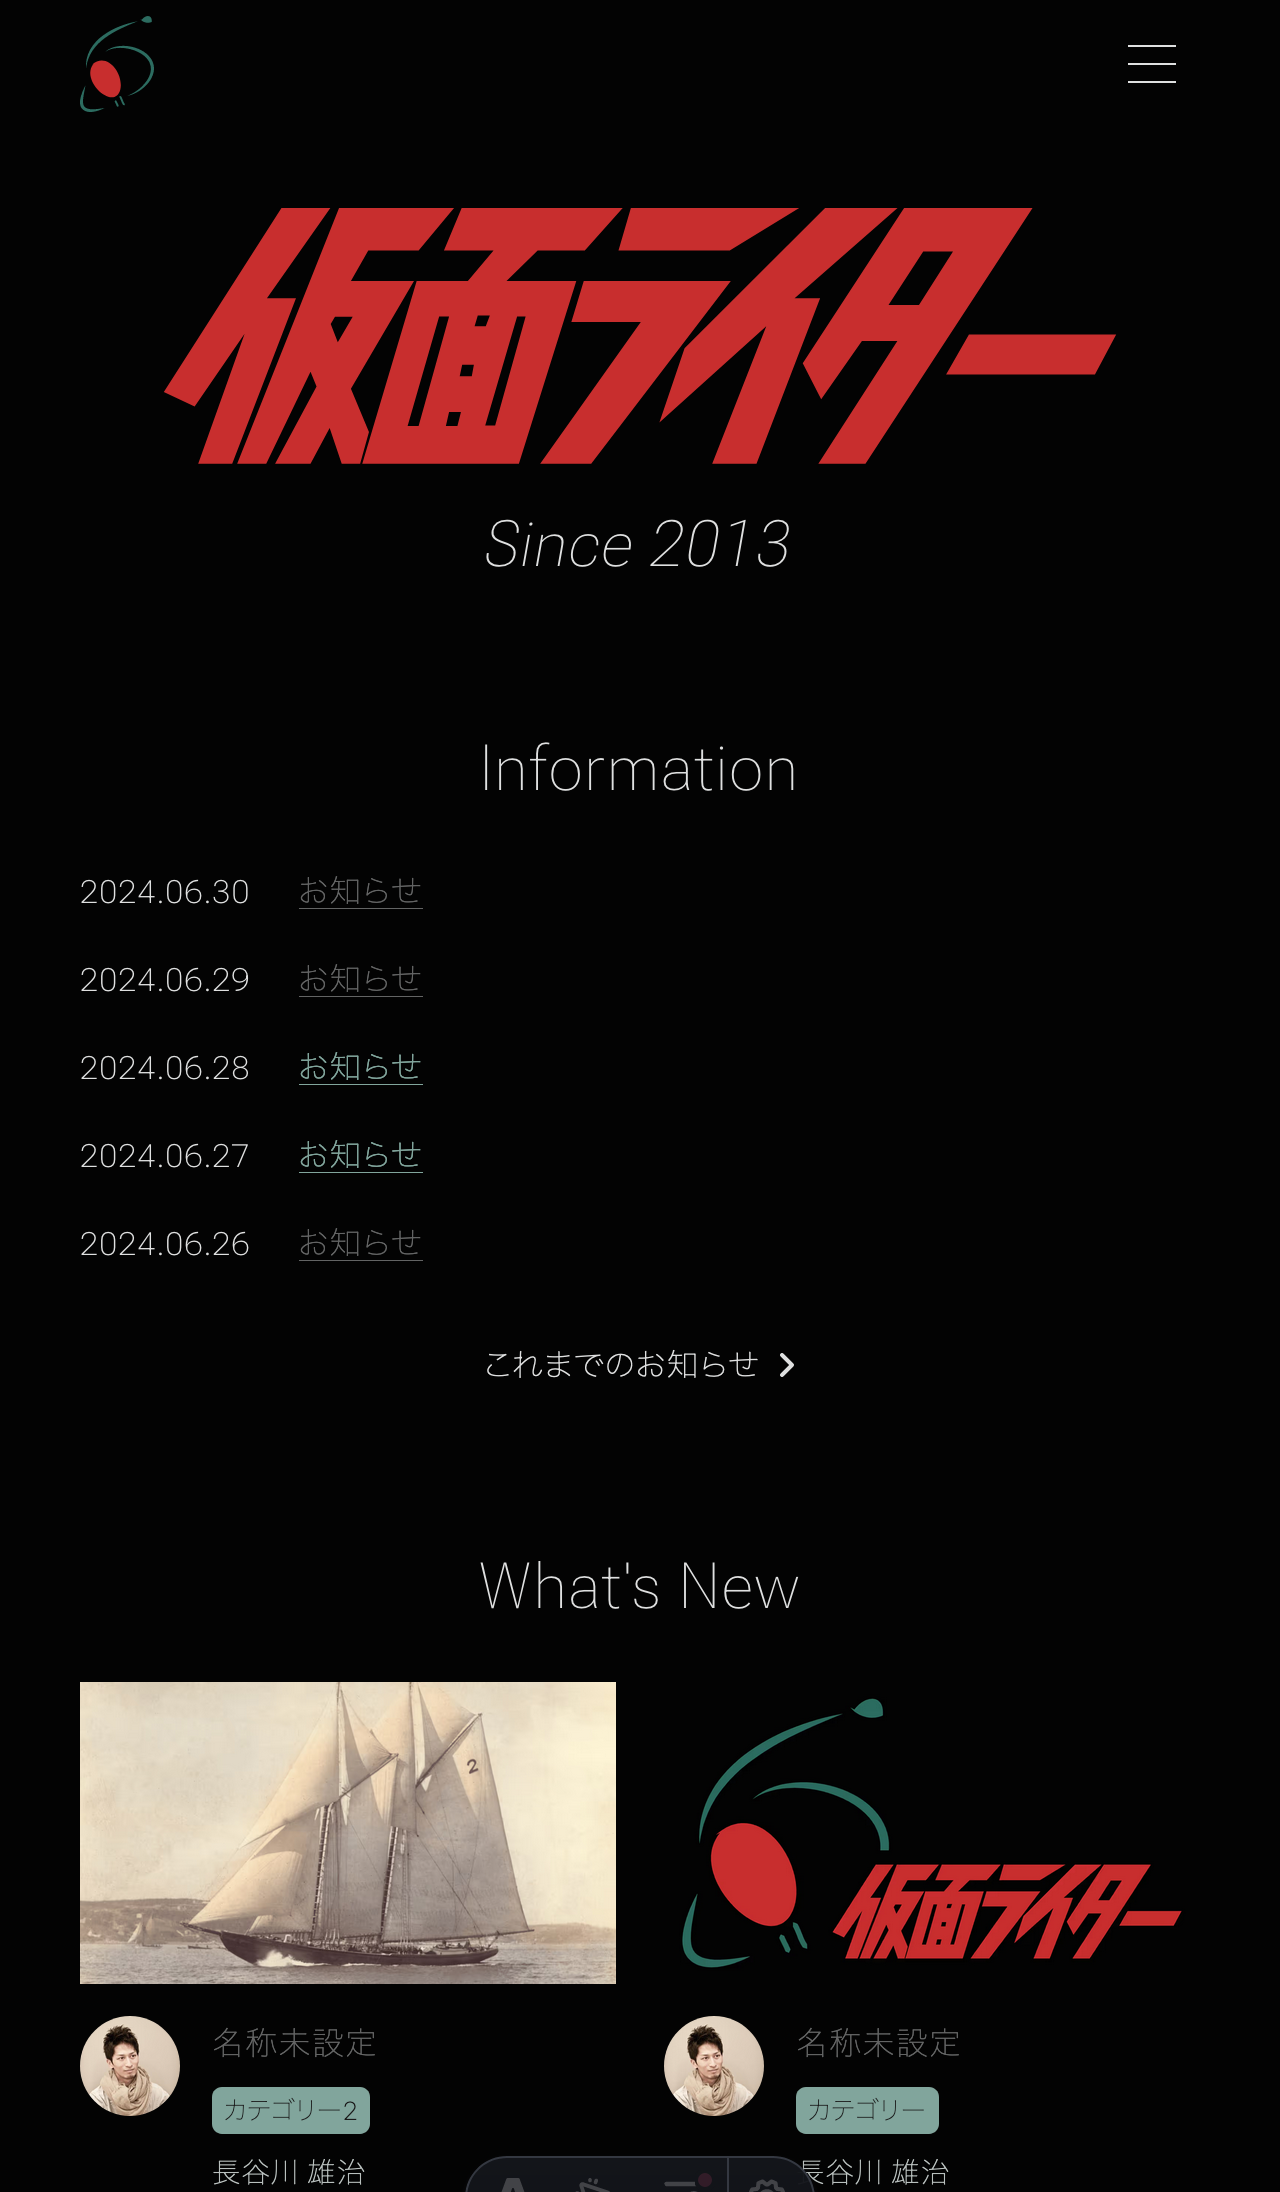 仮面ライター
Since 2013
Information
2024.06.30 お知らせ
2024.06.29 お知らせ
2024.06.28 お知らせ
2024.06.27 お知らせ
2024.06.26 お知らせ
これまでのお知らせ
What's New
2
仮面ライター
名称未設定
カテゴリー2
長谷川 雄治
名称未設定
カテゴリー
長谷川 雄治